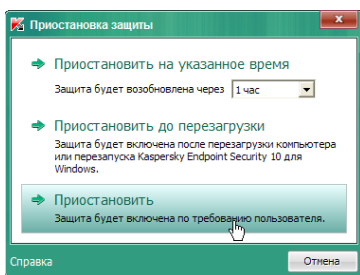 Приостановка защиты
Приостановить на указанное время
Защита будет возобновлена через 1 час
Приостановить до перезагрузки
Защита будет включена после перезагрузки компьютера
или перезапуска Kaspersky Endpoint Security 10 для
Windows.
Приостановить
Защита будет включена по требованию пользователя.
Справка Отмена